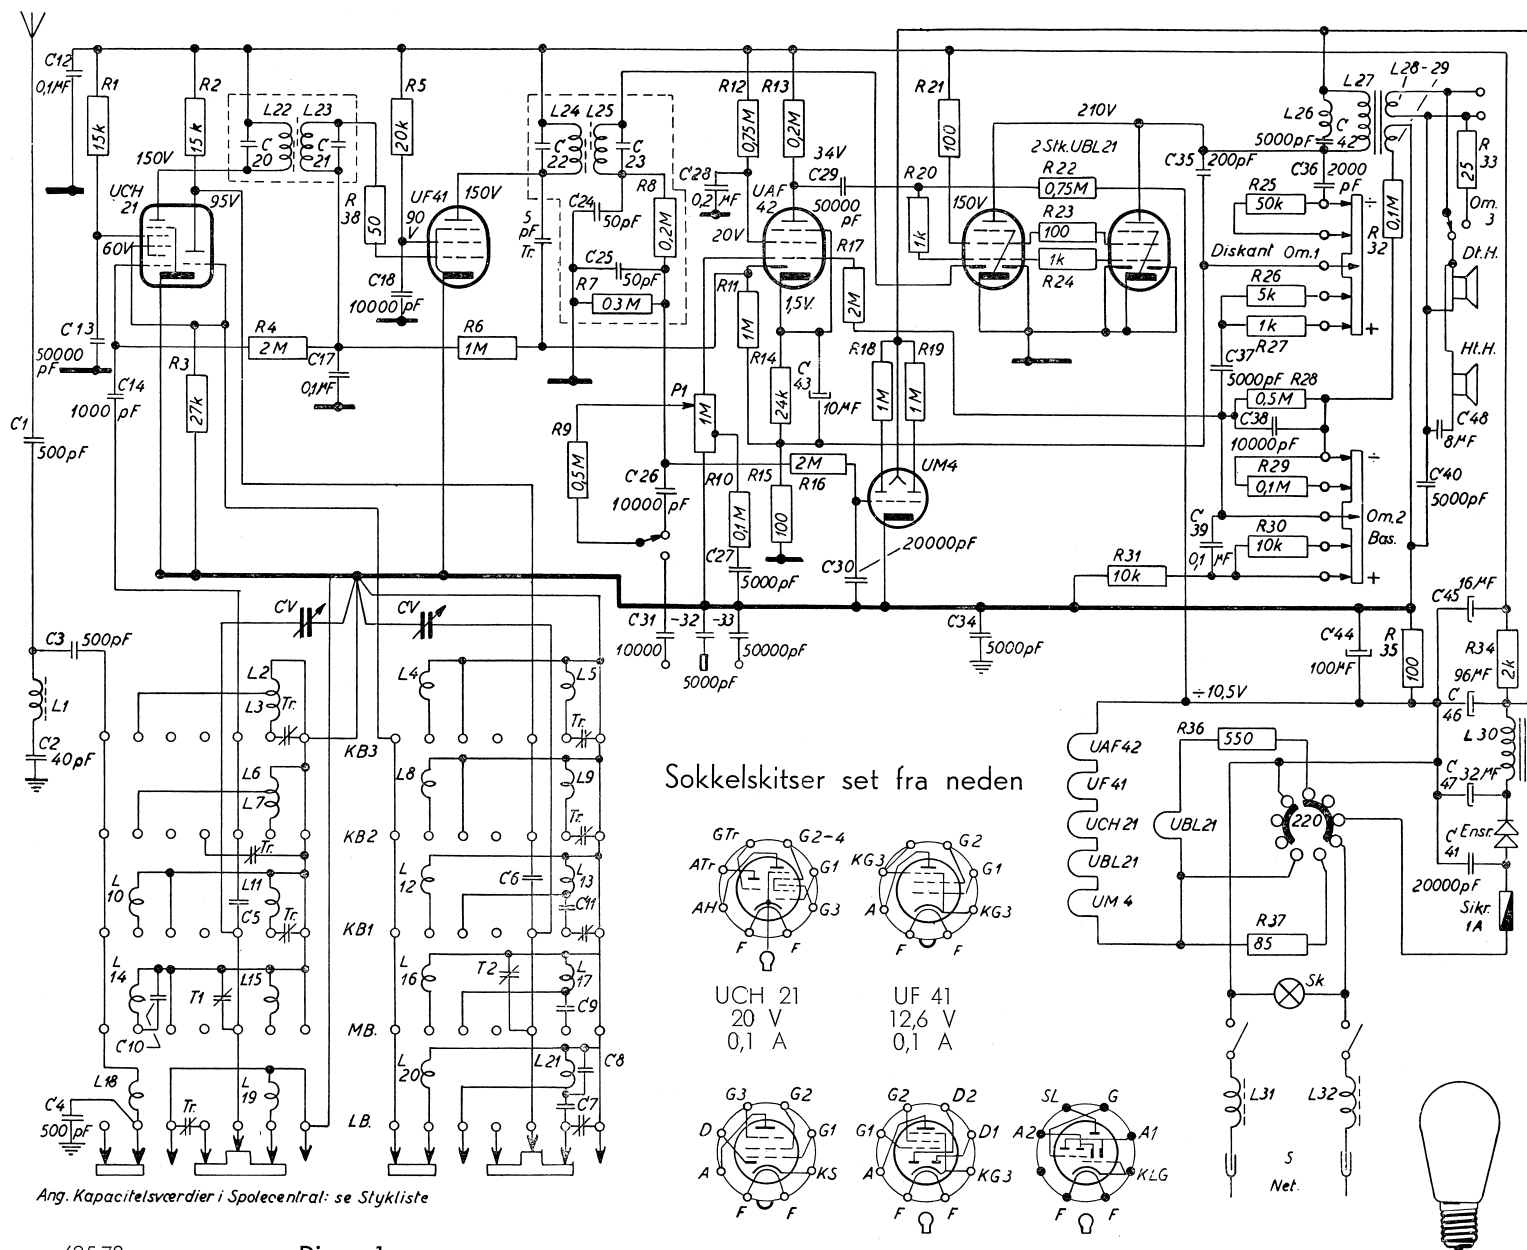 C12
0,1µF
R1
15k
R2
15k
L22
L23
C
20
C
21
R5
20k
L24
L25
C
22
C
23
R12
0,75M
R13
0,2M
R21
100
L27
L28-29
L26
C
42
5000pF
C36
2000
pF
R
33
25
Om.
3
150V
UCH
21
95V
60V
R
38
50
UF41
90
V
150V
C18
10000
pF
5
pF
Tr.
C24
50pF
C25
50pF
R7
0,3M
R8
0,2M
C28
0,2
µF
UAF
42
34V
20V
C29
50000
pF
R20
1k
1,5V.
R17
2M
R11
1M
150V
210V
2 Stk. UBL21
R22
0,75M
R23
100
1k
R24
C35
200pF
R25
50k
÷
R
32
0,1M
Diskant Om.1
R26
5k
1k
R27
+
Dt.H.
Ht.H.
C13
50000
pF
C14
1000
pF
R3
27k
R4
2M
C17
0,1µF
R6
1M
P1
1M
R14
24k
C
43
10µF
R18
1M
R19
1M
UM4
C37
5000pF
R28
0,5M
C38
10000pF
C48
8µF
C40
5000pF
C1
500pF
R9
0,5M
C26
10000
pF
R10
0,1M
C27
5000pF
R15
100
2M
R16
C30
20000pF
R29
0,1M
÷
C
39
0,1
µF
R30
10k
Om.2
Bas.
+
R31
10k
C3
500pF
CV
CV
C31
10000
-32
5000pF
-33
50000pF
C34
5000pF
C44
100µF
R
35
100
16µF
C45
R34
2k
96µF
C
46
L30
C
47
32µF
Ensr.
C
41
20000pF
Sikr.
1A
L1
C2
40pF
L2
L3
Tr.
KB3
L4
L5
Tr.
L6
L7
Tr.
KB2
L8
L9
Tr.
L
10
L11
C5
Tr.
KB1
L
12
C6
L
13
C11
L
14
C10
T1
L15
MB.
L
16
T2
L
17
C9
L18
C4
500pF
Tr.
L
19
LB.
L
20
L21
C8
C7
÷10,5V
UAF42
UF41
UCH21
UBL21
UM4
UBL21
R36
550
220
R37
85
Sk.
L31
L32
S
Net.
Sokkelskitser set fra neden
GTr
G2-4
ATr
G1
AH
G3
F
F
UCH 21
20 V
0,1 A
KG3
G2
G1
A
KG3
F
F
UF 41
12,6 V
0,1 A
G3
G2
D
G1
A
KS
F
F
G2
D2
G1
D1
A
KG3
F
F
SL
G
A2
A1
KLG
F
F
Ang. Kapacitelsværdier i Spolecentral: se Stykliste